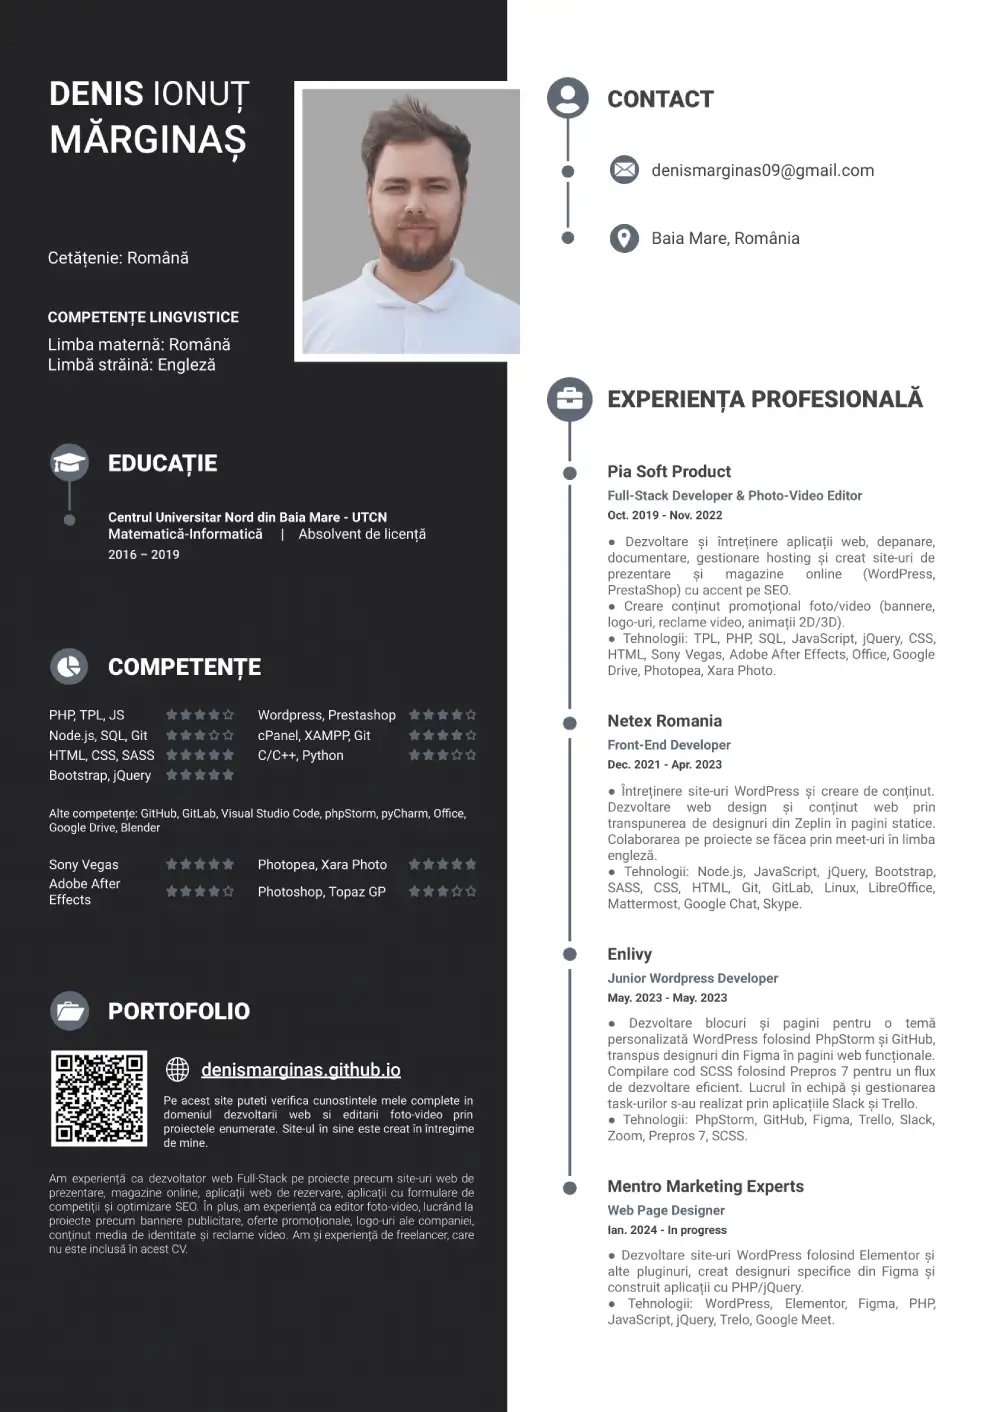 DENIS IONUȚ
MĂRGINAȘ
Cetățenie: Română
COMPETENȚE LINGVISTICE
Limba maternă: Română
Limbă străină: Engleză
EDUCAȚIE
Centrul Universitar Nord din Baia Mare - UTCN
Matematică-Informatică | Absolvent de licență
2016 – 2019
COMPETENȚE
PHP, TPL, JS
Wordpress, Prestashop
Node.js, SQL, Git
cPanel, XAMPP, Git
HTML, CSS, SASS
C/C++, Python
Bootstrap, jQuery
Alte competențe: GitHub, GitLab, Visual Studio Code, phpStorm, pyCharm, Office,
Google Drive, Blender
Sony Vegas
Photopea, Xara Photo
Adobe After
Effects
Photoshop, Topaz GP
PORTOFOLIO
denismarginas.github.io
Pe acest site puteti verifica cunostintele mele complete in
domeniul dezvoltarii web si editarii foto-video prin
proiectele enumerate. Site-ul în sine este creat în întregime
de mine.
Am experiență ca dezvoltator web Full-Stack pe proiecte precum site-uri web de
prezentare, magazine online, aplicații web de rezervare, aplicații cu formulare de
competiții și optimizare SEO. În plus, am experiență ca editor foto-video, lucrând la
proiecte precum bannere publicitare, oferte promoționale, logo-uri ale companiei,
conținut media de identitate și reclame video. Am și experiență de freelancer, care
nu este inclusă în acest CV.
CONTACT
denismarginas09@gmail.com
Baia Mare, România
EXPERIENȚA PROFESIONALĂ
Pia Soft Product
Full-Stack Developer & Photo-Video Editor
Oct. 2019 - Nov. 2022
● Dezvoltare și întreținere aplicații web, depanare,
documentare, gestionare hosting și creat site-uri de
prezentare și magazine online (WordPress,
PrestaShop) cu accent pe SEO.
● Creare conținut promoțional foto/video (bannere,
logo-uri, reclame video, animații 2D/3D).
● Tehnologii: TPL, PHP, SQL, JavaScript, jQuery, CSS,
HTML, Sony Vegas, Adobe After Effects, Office, Google
Drive, Photopea, Xara Photo.
Netex Romania
Front-End Developer
Dec. 2021 - Apr. 2023
● Întreținere site-uri WordPress și creare de conținut.
Dezvoltare web design și conținut web prin
transpunerea de designuri din Zeplin în pagini statice.
Colaborarea pe proiecte se făcea prin meet-uri în limba
engleză.
● Tehnologii: Node.js, JavaScript, jQuery, Bootstrap,
SASS, CSS, HTML, Git, GitLab, Linux, LibreOffice,
Mattermost, Google Chat, Skype.
Enlivy
Junior Wordpress Developer
May. 2023 - May. 2023
● Dezvoltare blocuri și pagini pentru o temă
personalizată WordPress folosind PhpStorm și GitHub,
transpus designuri din Figma în pagini web funcționale.
Compilare cod SCSS folosind Prepros 7 pentru un flux
de dezvoltare eficient. Lucrul în echipă și gestionarea
task-urilor s-au realizat prin aplicațiile Slack și Trello.
● Tehnologii: PhpStorm, GitHub, Figma, Trello, Slack,
Zoom, Prepros 7, SCSS.
Mentro Marketing Experts
Web Page Designer
Ian. 2024 - In progress
● Dezvoltare site-uri WordPress folosind Elementor și
alte pluginuri, creat designuri specifice din Figma și
construit aplicații cu PHP/jQuery.
● Tehnologii: WordPress, Elementor, Figma, PHP,
JavaScript, jQuery, Trelo, Google Meet.